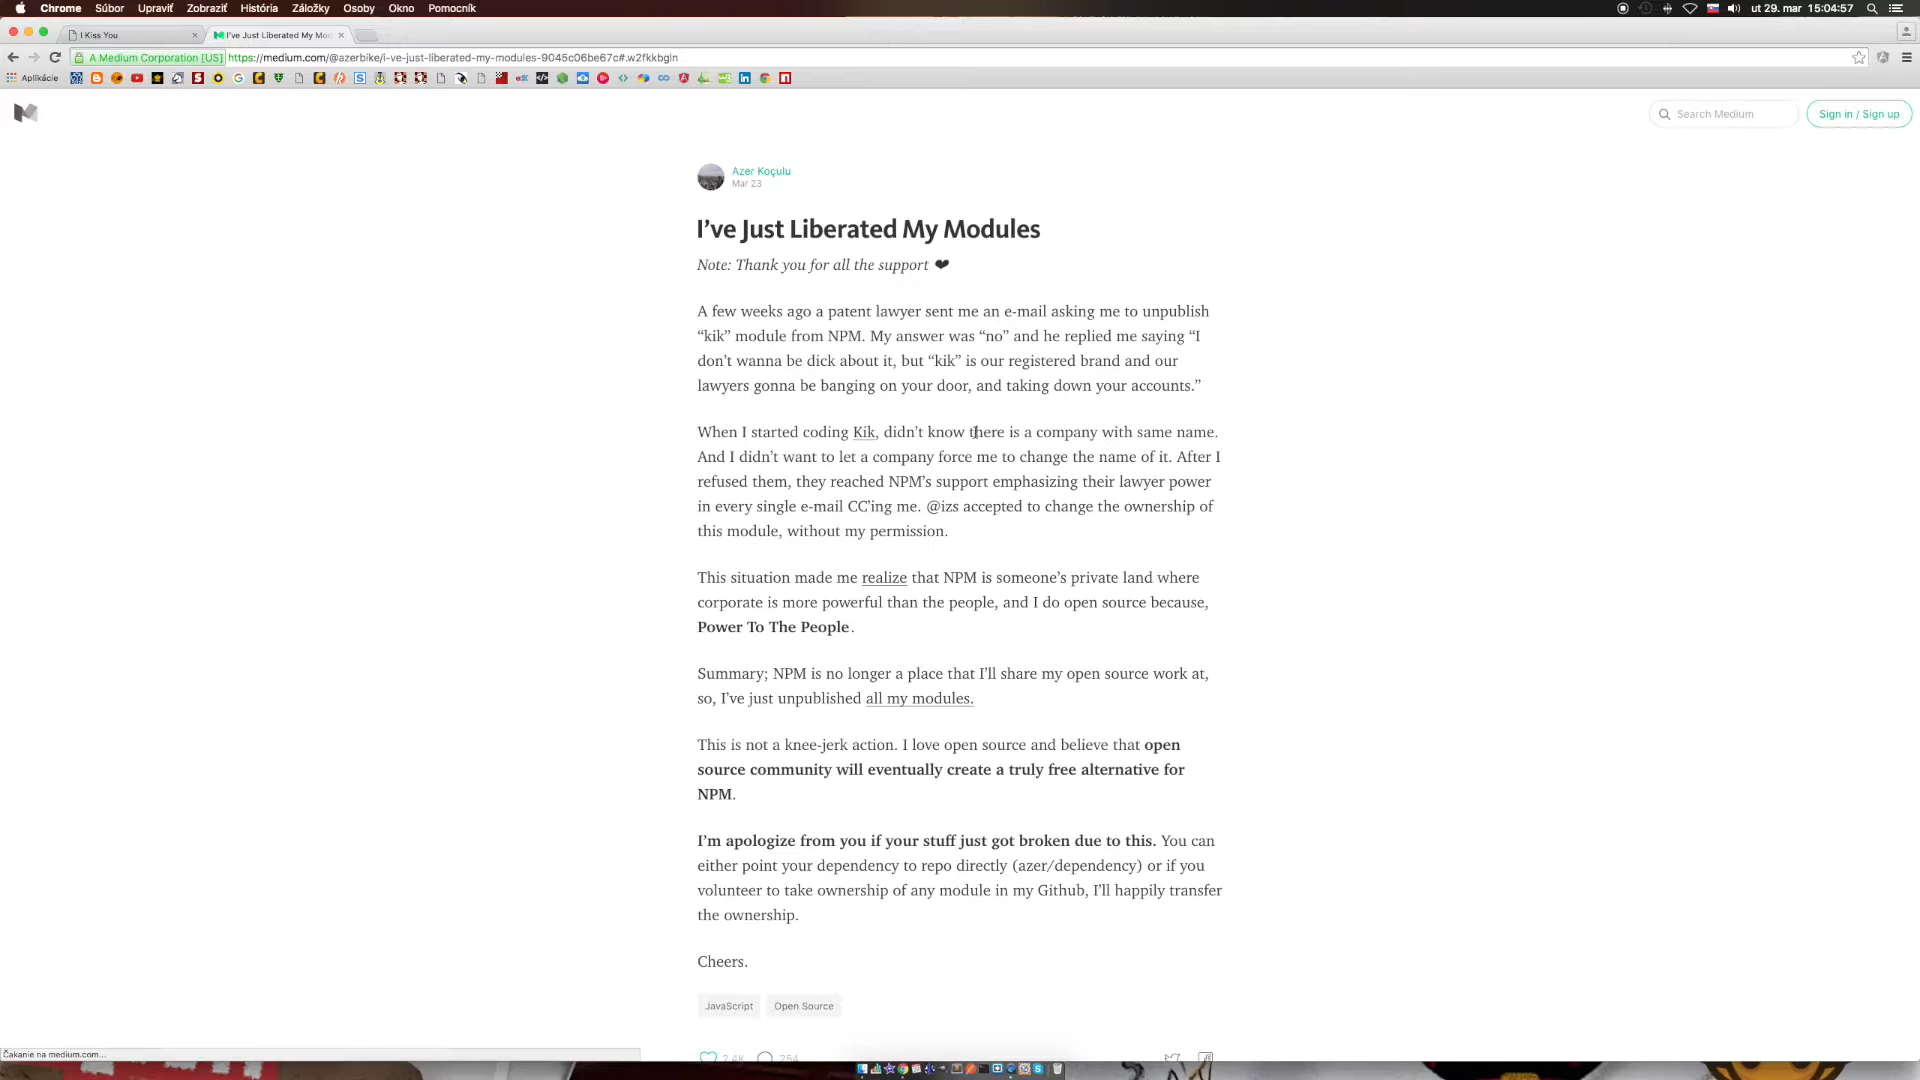 Chrome Súbor Upraviť Zobraziť História Záložky Osoby Okno Pomocník
ut 29. mar 15:04:57
I Kiss You
I've Just Liberated My Mod
A Medium Corporation [US]
https://medium.com/@azerbike/i-ve-just-liberated-my-modules-9045c06be67c#.w2fkkbgln
Aplikácie
Search Medium
Sign in / Sign up
Azer Koçulu
Mar 23
I’ve Just Liberated My Modules
Note: Thank you for all the support ❤
A few weeks ago a patent lawyer sent me an e-mail asking me to unpublish
“kik” module from NPM. My answer was “no” and he replied me saying “I
don’t wanna be dick about it, but “kik” is our registered brand and our
lawyers gonna be banging on your door, and taking down your accounts.”
When I started coding Kik, didn’t know there is a company with same name.
And I didn’t want to let a company force me to change the name of it. After I
refused them, they reached NPM’s support emphasizing their lawyer power
in every single e-mail CC’ing me. @izs accepted to change the ownership of
this module, without my permission.
This situation made me realize that NPM is someone’s private land where
corporate is more powerful than the people, and I do open source because,
Power To The People.
Summary; NPM is no longer a place that I’ll share my open source work at,
so, I’ve just unpublished all my modules.
This is not a knee-jerk action. I love open source and believe that open
source community will eventually create a truly free alternative for
NPM.
I’m apologize from you if your stuff just got broken due to this. You can
either point your dependency to repo directly (azer/dependency) or if you
volunteer to take ownership of any module in my Github, I’ll happily transfer
the ownership.
Cheers.
JavaScript
Open Source
2.4K
254
Čakanie na medium.com...